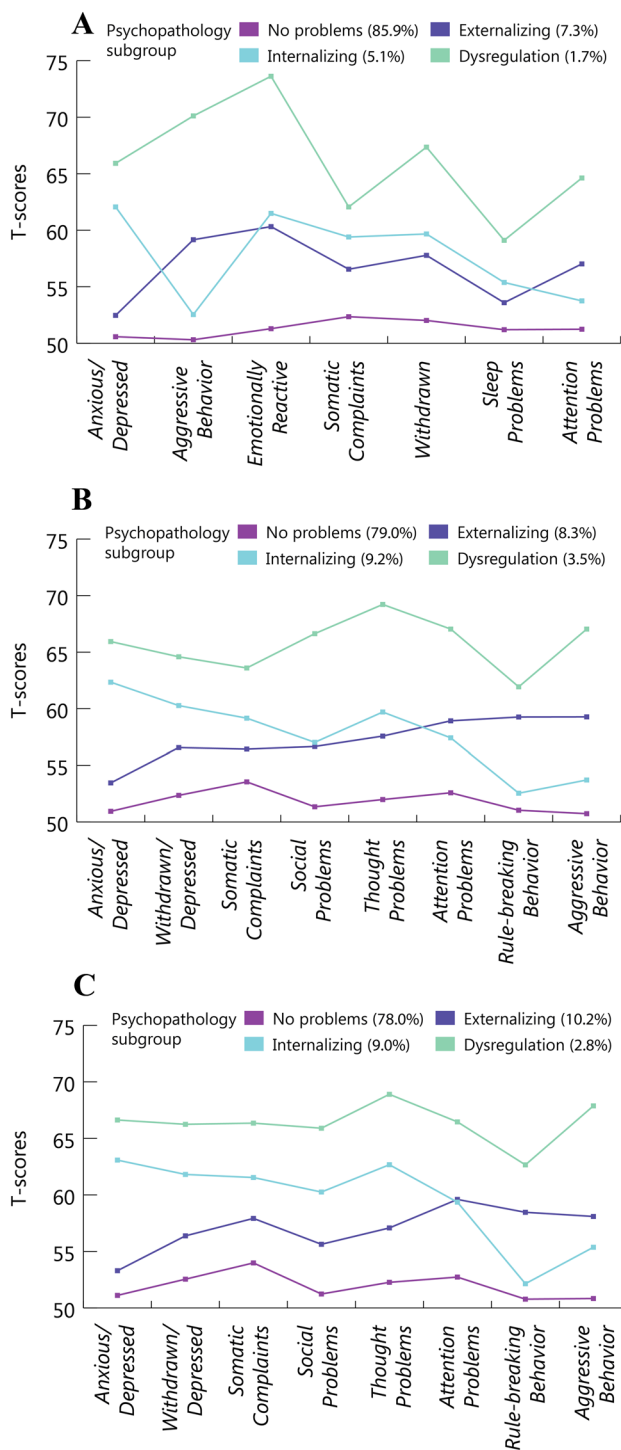 A
Psychopathology subgroup
No problems (85.9%)
Externalizing (7.3%)
Internalizing (5.1%)
Dysregulation (1.7%)
T-scores
75
70
65
60
55
50
Anxious/
Depressed
Aggressive
Behavior
Emotionally
Reactive
Somatic
Complaints
Withdrawn
Sleep
Problems
Attention
Problems
B
Psychopathology subgroup
No problems (79.0%)
Externalizing (8.3%)
Internalizing (9.2%)
Dysregulation (3.5%)
T-scores
75
70
65
60
55
50
Anxious/
Depressed
Withdrawn/
Depressed
Somatic
Complaints
Social
Problems
Thought
Problems
Attention
Problems
Rule-breaking
Behavior
Aggressive
Behavior
C
Psychopathology subgroup
No problems (78.0%)
Externalizing (10.2%)
Internalizing (9.0%)
Dysregulation (2.8%)
T-scores
75
70
65
60
55
50
Anxious/
Depressed
Withdrawn/
Depressed
Somatic
Complaints
Social
Problems
Thought
Problems
Attention
Problems
Rule-breaking
Behavior
Aggressive
Behavior